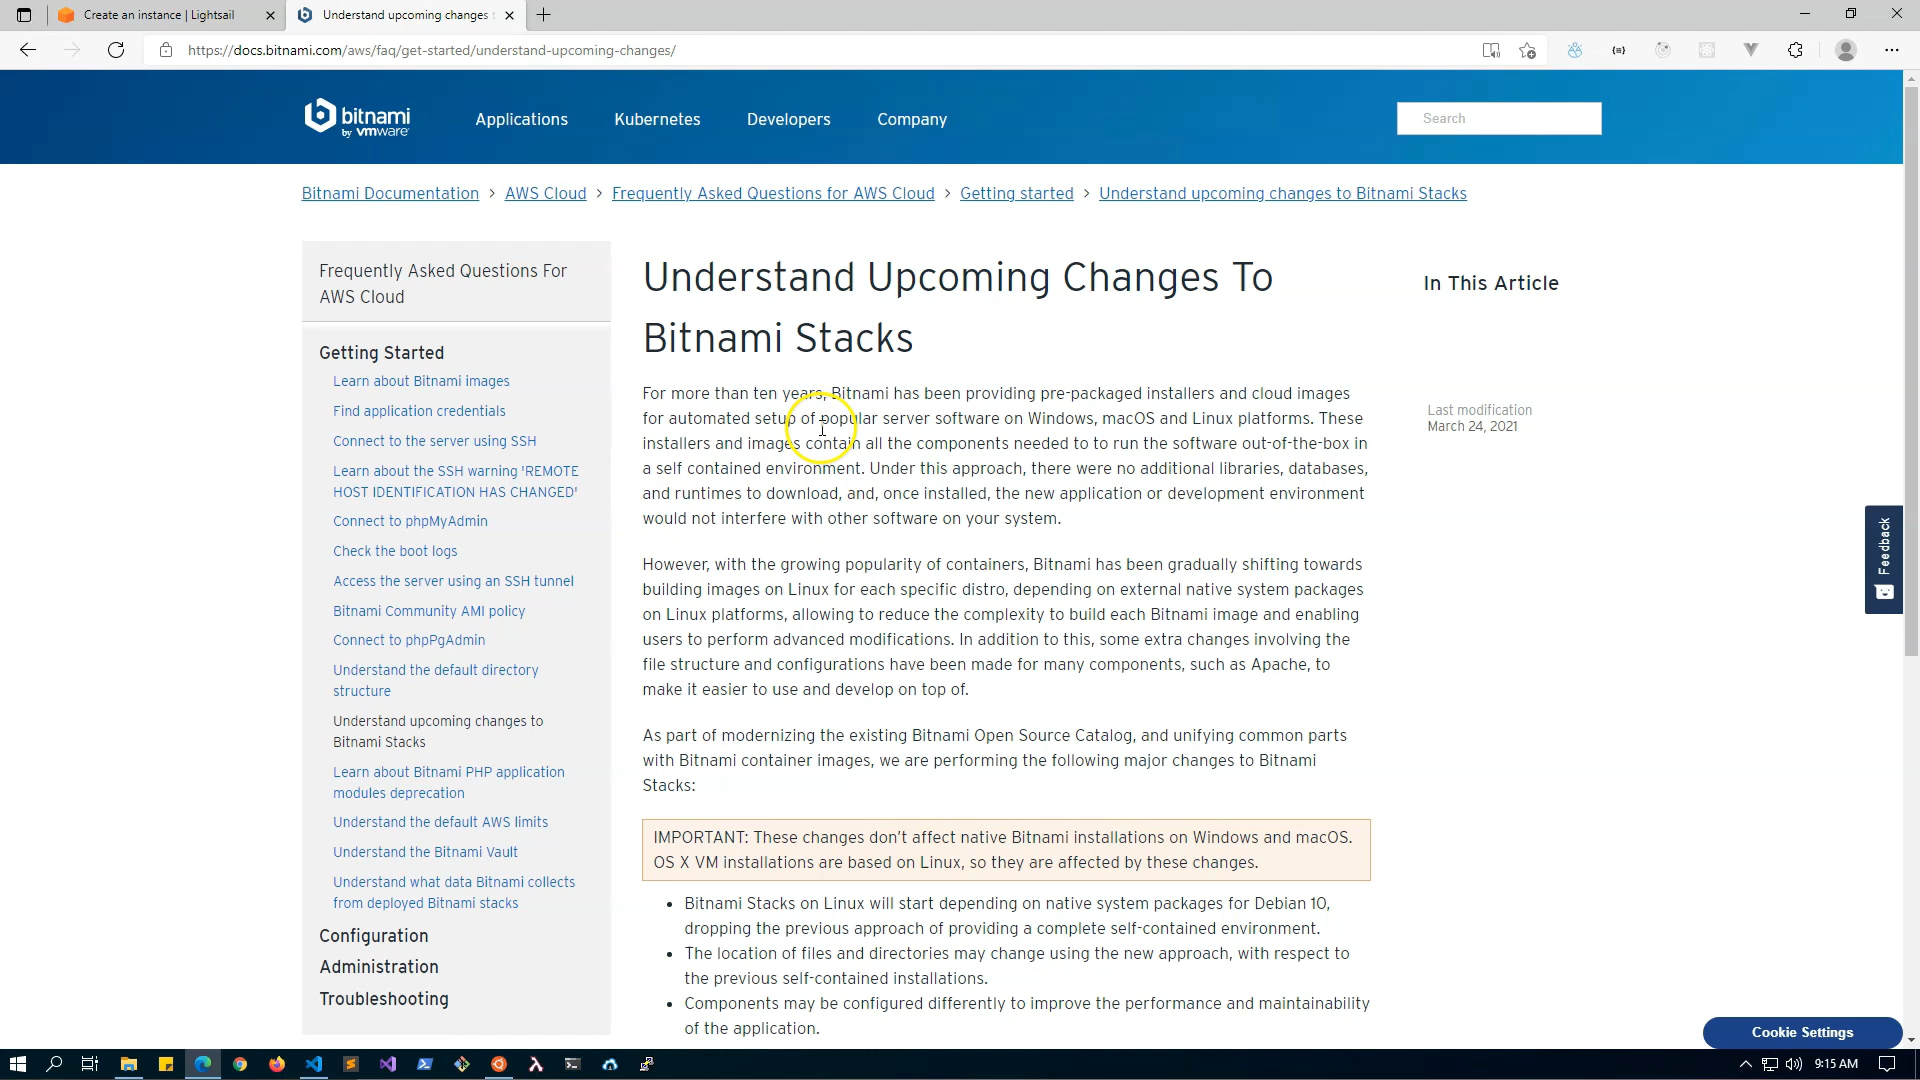 Create an instance | Lightsail
Understand upcoming changes
https://docs.bitnami.com/aws/faq/get-started/understand-upcoming-changes/
bitnami
by vmware
Applications
Kubernetes
Developers
Company
Search
Bitnami Documentation > AWS Cloud > Frequently Asked Questions for AWS Cloud > Getting started > Understand upcoming changes to Bitnami Stacks
Frequently Asked Questions For
AWS Cloud
Getting Started
Learn about Bitnami images
Find application credentials
Connect to the server using SSH
Learn about the SSH warning 'REMOTE
HOST IDENTIFICATION HAS CHANGED'
Connect to phpMyAdmin
Check the boot logs
Access the server using an SSH tunnel
Bitnami Community AMI policy
Connect to phpPgAdmin
Understand the default directory
structure
Understand upcoming changes to
Bitnami Stacks
Learn about Bitnami PHP application
modules deprecation
Understand the default AWS limits
Understand the Bitnami Vault
Understand what data Bitnami collects
from deployed Bitnami stacks
Configuration
Administration
Troubleshooting
Understand Upcoming Changes To
Bitnami Stacks
For more than ten years, Bitnami has been providing pre-packaged installers and cloud images
for automated setup of popular server software on Windows, macOS and Linux platforms. These
installers and images contain all the components needed to to run the software out-of-the-box in
a self contained environment. Under this approach, there were no additional libraries, databases,
and runtimes to download, and, once installed, the new application or development environment
would not interfere with other software on your system.
However, with the growing popularity of containers, Bitnami has been gradually shifting towards
building images on Linux for each specific distro, depending on external native system packages
on Linux platforms, allowing to reduce the complexity to build each Bitnami image and enabling
users to perform advanced modifications. In addition to this, some extra changes involving the
file structure and configurations have been made for many components, such as Apache, to
make it easier to use and develop on top of.
As part of modernizing the existing Bitnami Open Source Catalog, and unifying common parts
with Bitnami container images, we are performing the following major changes to Bitnami
Stacks:
IMPORTANT: These changes don't affect native Bitnami installations on Windows and macOS.
OS X VM installations are based on Linux, so they are affected by these changes.
• Bitnami Stacks on Linux will start depending on native system packages for Debian 10,
dropping the previous approach of providing a complete self-contained environment.
• The location of files and directories may change using the new approach, with respect to
the previous self-contained installations.
• Components may be configured differently to improve the performance and maintainability
of the application.
In This Article
Last modification
March 24, 2021
Feedback
Cookie Settings
9:15 AM